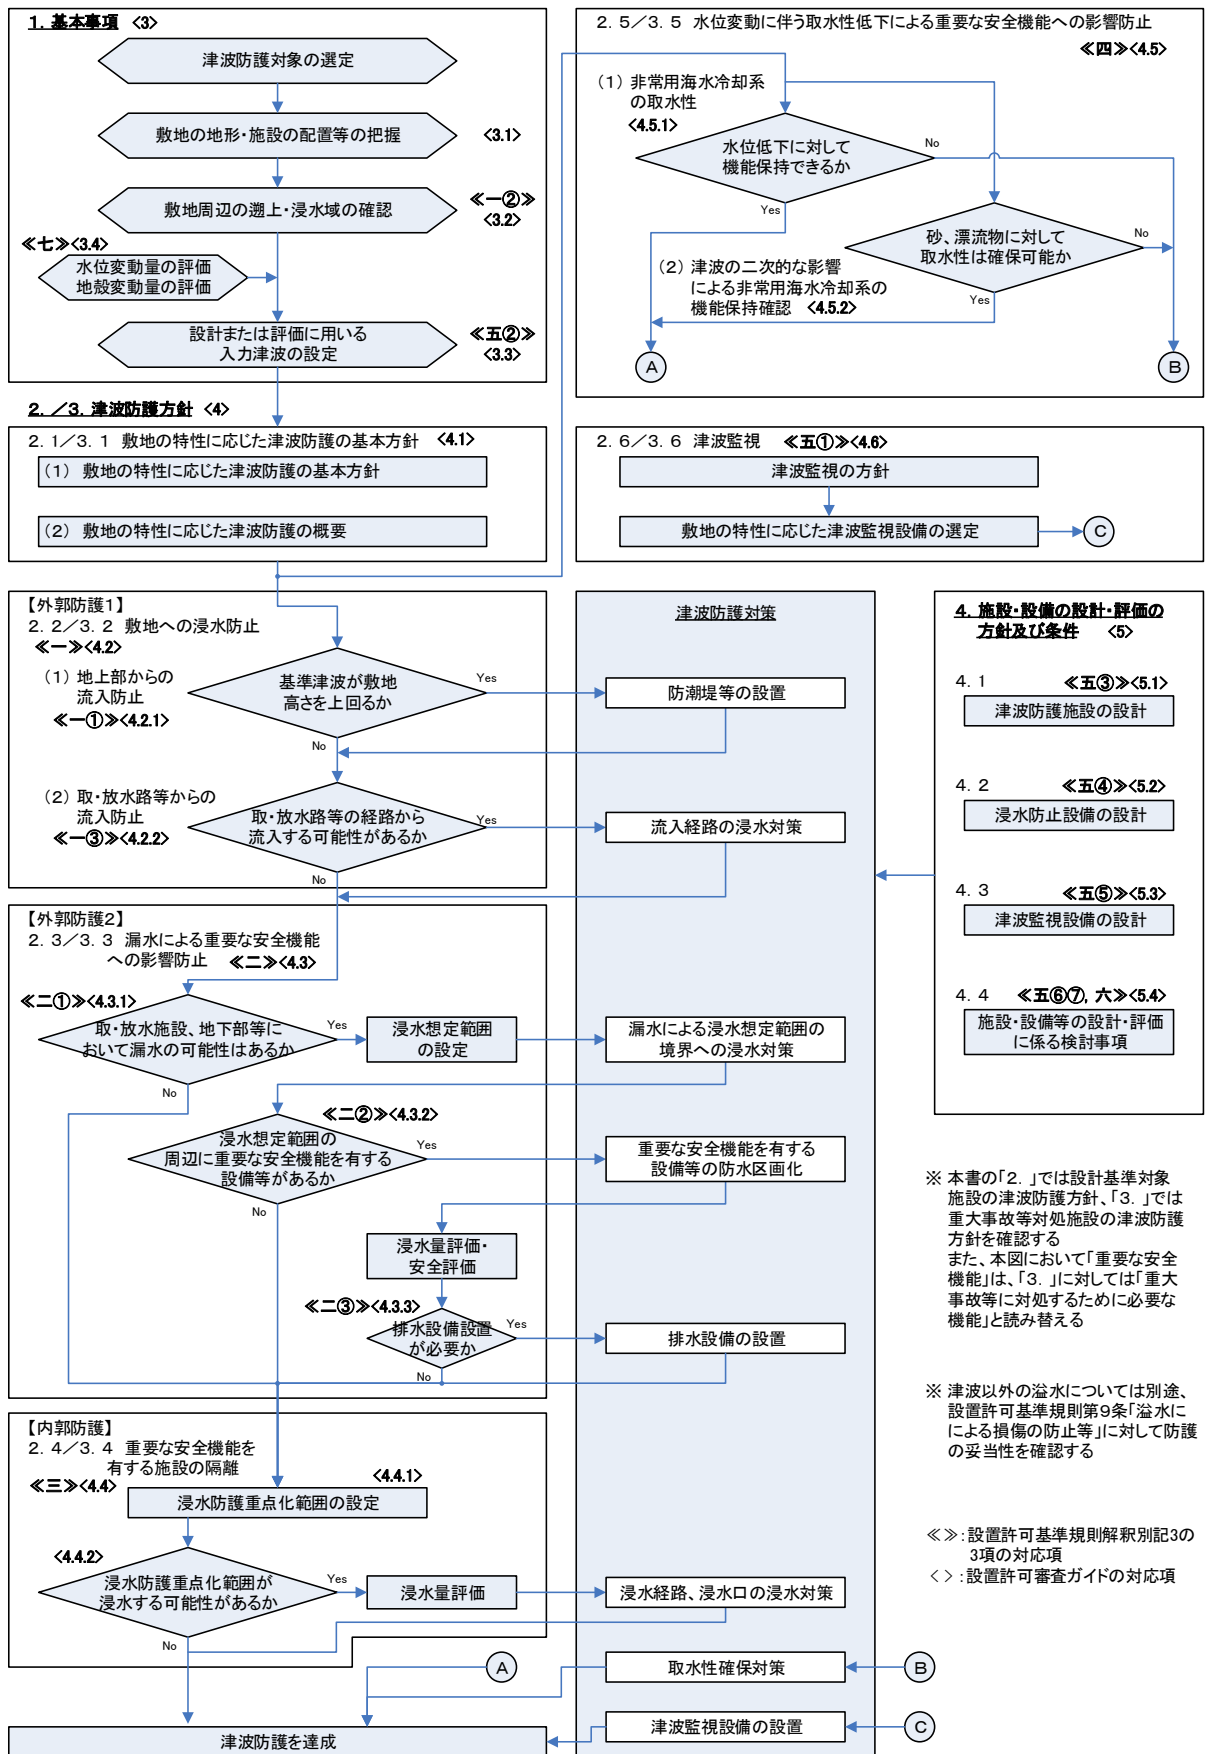 1. 基本事項 <3>
津波防護対象の選定
敷地の地形・施設の配置等の把握
<3.1>
敷地周辺の遡上・浸水域の確認
≪一②≫
<3.2>
≪七≫<3.4>
水位変動量の評価
地殻変動量の評価
設計または評価に用いる
入力津波の設定
≪五②≫
<3.3>
2. ／3. 津波防護方針 <4>
2. 1／3. 1 敷地の特性に応じた津波防護の基本方針 <4.1>
(1) 敷地の特性に応じた津波防護の基本方針
(2) 敷地の特性に応じた津波防護の概要
2. 5／3. 5 水位変動に伴う取水性低下による重要な安全機能への影響防止
≪四≫<4.5>
(1) 非常用海水冷却系
の取水性
<4.5.1>
水位低下に対して
機能保持できるか
No
Yes
砂、漂流物に対して
取水性は確保可能か
No
Yes
(2) 津波の二次的な影響
による非常用海水冷却系の
機能保持確認 <4.5.2>
A
B
2. 6／3. 6 津波監視 ≪五①≫<4.6>
津波監視の方針
敷地の特性に応じた津波監視設備の選定
C
【外郭防護1】
2. 2／3. 2 敷地への浸水防止
≪一≫<4.2>
(1) 地上部からの
流入防止
≪一①≫<4.2.1>
基準津波が敷地
高さを上回るか
Yes
No
(2) 取・放水路等からの
流入防止
≪一③≫<4.2.2>
取・放水路等の経路から
流入する可能性があるか
Yes
No
津波防護対策
防潮堤等の設置
流入経路の浸水対策
【外郭防護2】
2. 3／3. 3 漏水による重要な安全機能
への影響防止 ≪二≫<4.3>
≪二①≫<4.3.1>
取・放水施設、地下部等に
おいて漏水の可能性はあるか
Yes
No
浸水想定範囲
の設定
漏水による浸水想定範囲の
境界への浸水対策
≪二②≫<4.3.2>
浸水想定範囲の
周辺に重要な安全機能を有する
設備等があるか
Yes
No
重要な安全機能を有する
設備等の防水区画化
浸水量評価・
安全評価
≪二③≫<4.3.3>
排水設備設置
が必要か
Yes
No
排水設備の設置
【内郭防護】
2. 4／3. 4 重要な安全機能を
有する施設の隔離
≪三≫<4.4>
<4.4.1>
浸水防護重点化範囲の設定
<4.4.2>
浸水防護重点化範囲が
浸水する可能性があるか
Yes
No
浸水量評価
浸水経路、浸水口の浸水対策
A
取水性確保対策
B
津波防護を達成
津波監視設備の設置
C
4. 施設・設備の設計・評価の
方針及び条件 <5>
4. 1 ≪五③≫<5.1>
津波防護施設の設計
4. 2 ≪五④≫<5.2>
浸水防止設備の設計
4. 3 ≪五⑤≫<5.3>
津波監視設備の設計
4. 4 ≪五⑥⑦, 六≫<5.4>
施設・設備等の設計・評価
に係る検討事項
※ 本書の「2. 」では設計基準対象
施設の津波防護方針、「3. 」では
重大事故等対処施設の津波防護
方針を確認する
また、本図において「重要な安全
機能」は、「3. 」に対しては「重大
事故等に対処するために必要な
機能」と読み替える
※ 津波以外の溢水については別途、
設置許可基準規則第9条「溢水に
による損傷の防止等」に対して防護
の妥当性を確認する
≪ ≫：設置許可基準規則解釈別記3の
3項の対応項
< >：設置許可審査ガイドの対応項